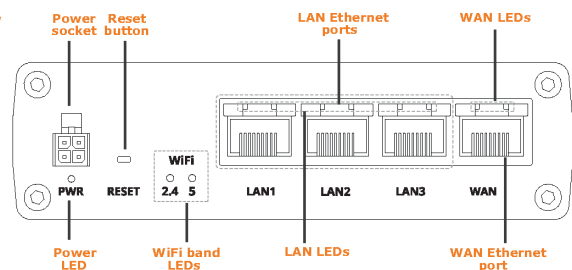 Power socket
Reset button
LAN Ethernet ports
WAN LEDs
WiFi
PWR
RESET
2.4
5
LAN1
LAN2
LAN3
WAN
Power LED
WiFi band LEDs
LAN LEDs
WAN Ethernet port